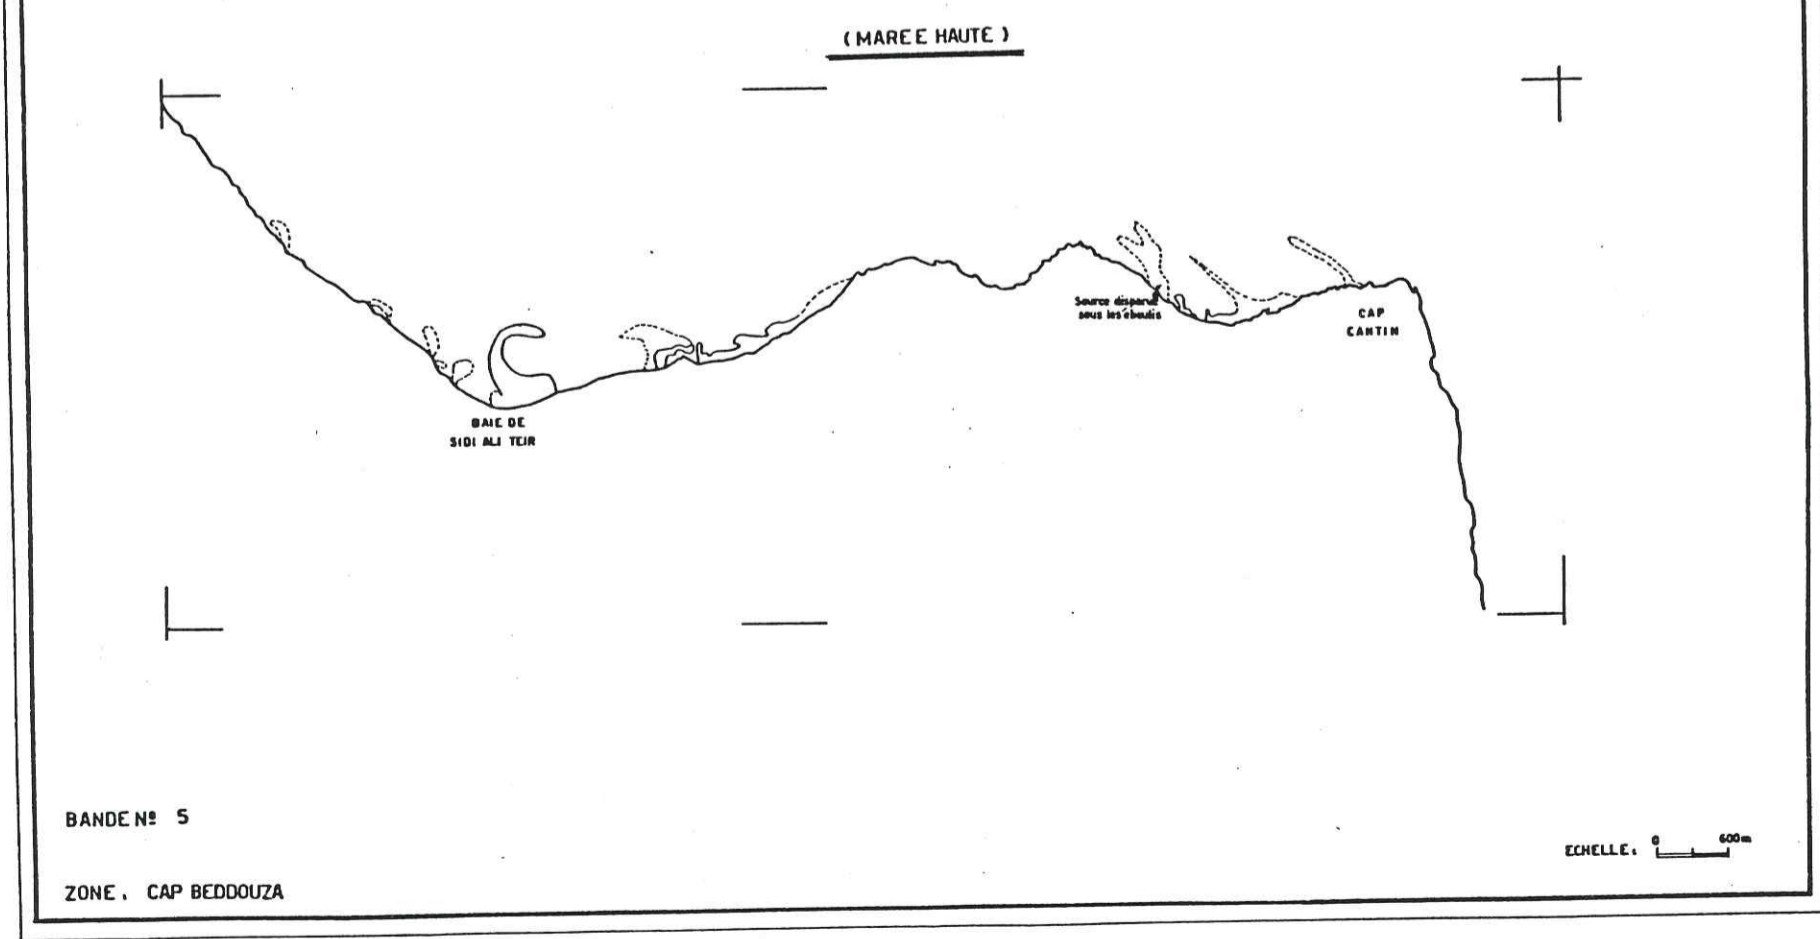 (MAREE HAUTE)
Source disparue
sous les éboulis
CAP
CANTIN
BAIE DE
SIDI ALI TEIR
BANDE Nº 5
0 600m
ECHELLE.
ZONE. CAP BEDDOUZA